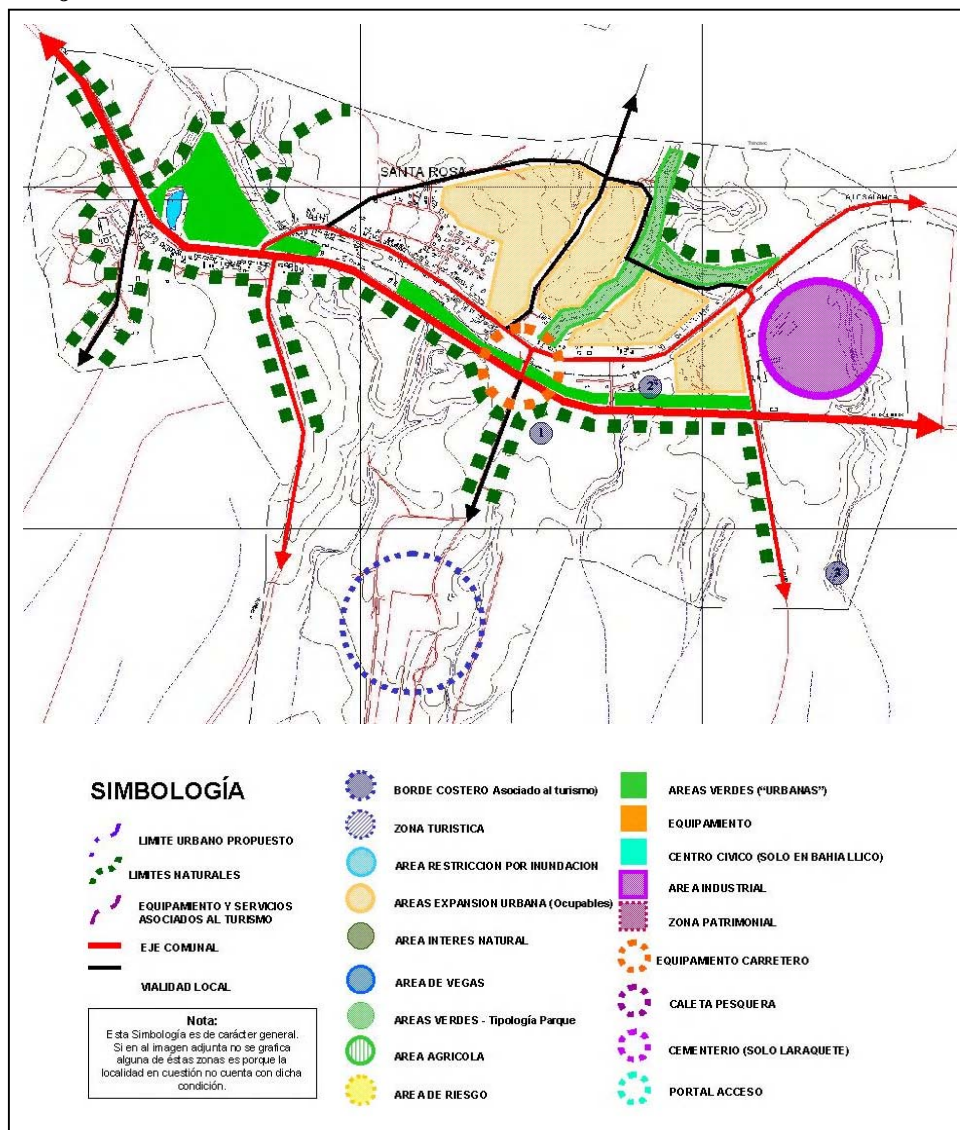 SANTA ROSA
1
2
3
SIMBOLOGÍA
LIMITE URBANO PROPUESTO
LIMITES NATURALES
EQUIPAMIENTO Y SERVICIOS
ASOCIADOS AL TURISMO
EJE COMUNAL
VIALIDAD LOCAL
Nota:
Esta Simbología es de carácter general.
Si en al imagen adjunta no se grafica
alguna de éstas zonas es porque la
localidad en cuestión no cuenta con dicha
condición.
BORDE COSTERO Asociado al turismo)
ZONA TURISTICA
AREA RESTRICCION POR INUNDACION
AREAS EXPANSION URBANA (Ocupables)
AREA INTERES NATURAL
AREA DE VEGAS
AREAS VERDES - Tipología Parque
AREA AGRICOLA
AREA DE RIESGO
AREAS VERDES ("URBANAS")
EQUIPAMIENTO
CENTRO CIVICO (SOLO EN BAHIA LLICO)
AREA INDUSTRIAL
ZONA PATRIMONIAL
EQUIPAMIENTO CARRETERO
CALETA PESQUERA
CEMENTERIO (SOLO LARAQUETE)
PORTAL ACCESO